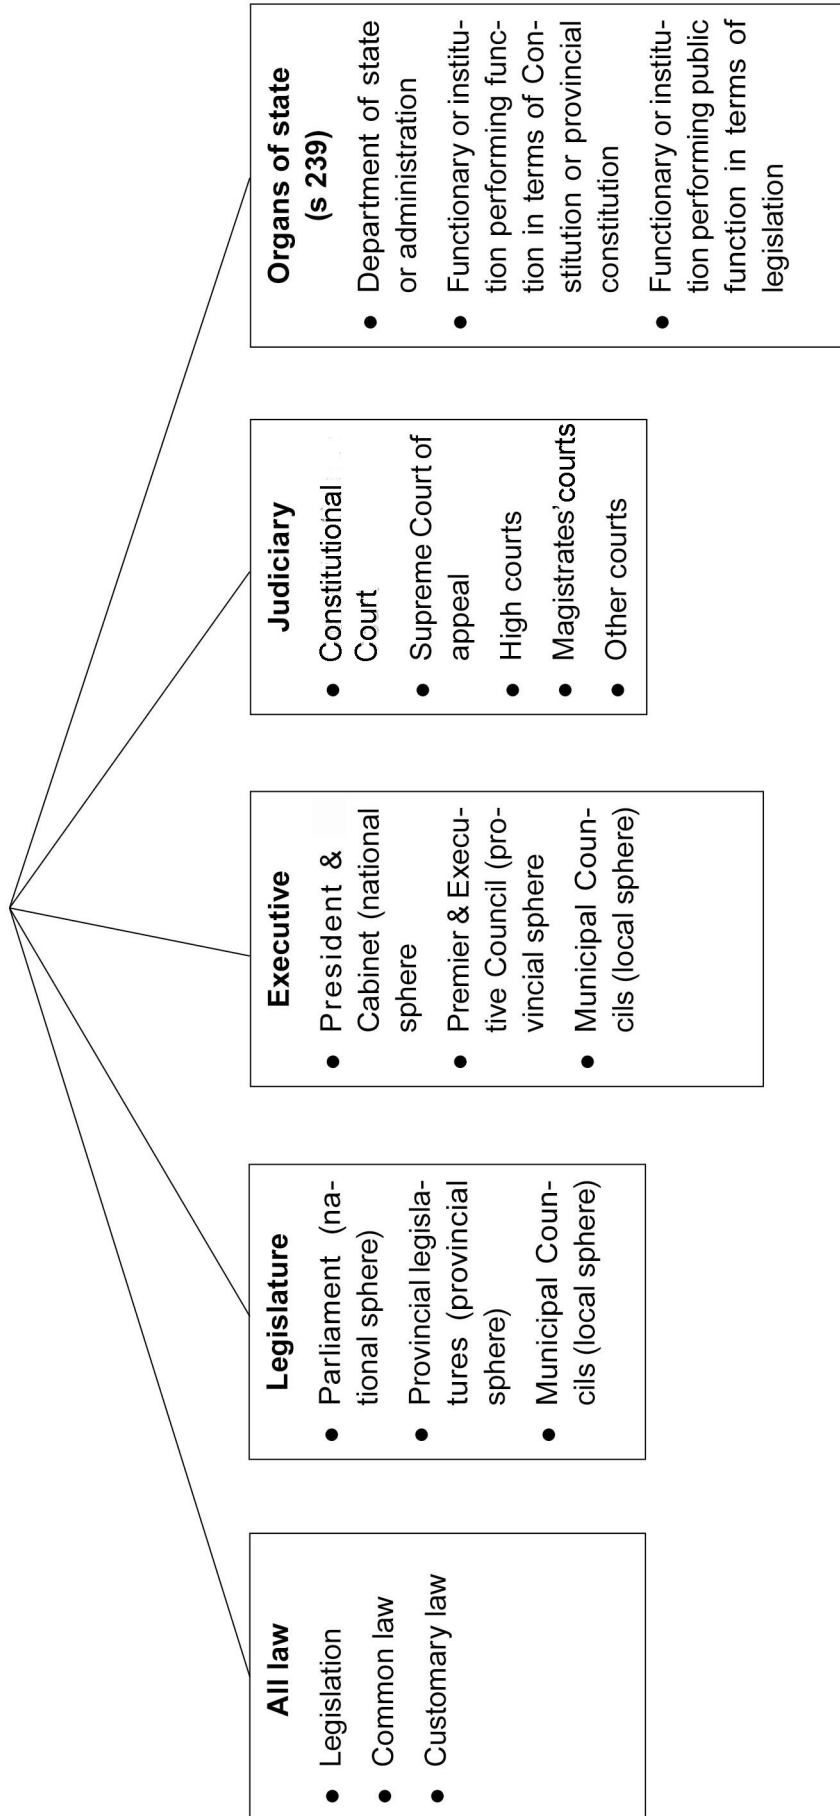 All law
• Legislation
• Common law
• Customary law
Legislature
• Parliament (na-
tional sphere)
• Provincial legisla-
tures (provincial
sphere)
• Municipal Coun-
cils (local sphere)
Executive
• President &
Cabinet (national
sphere
• Premier & Execu-
tive Council (pro-
vincial sphere
• Municipal Coun-
cils (local sphere)
Judiciary
• Constitutional
Court
• Supreme Court of
appeal
• High courts
• Magistrates' courts
• Other courts
Organs of state
(s 239)
• Department of state
or administration
• Functionary or institu-
tion performing func-
tion in terms of Con-
stitution or provincial
constitution
• Functionary or institu-
tion performing public
function in terms of
legislation